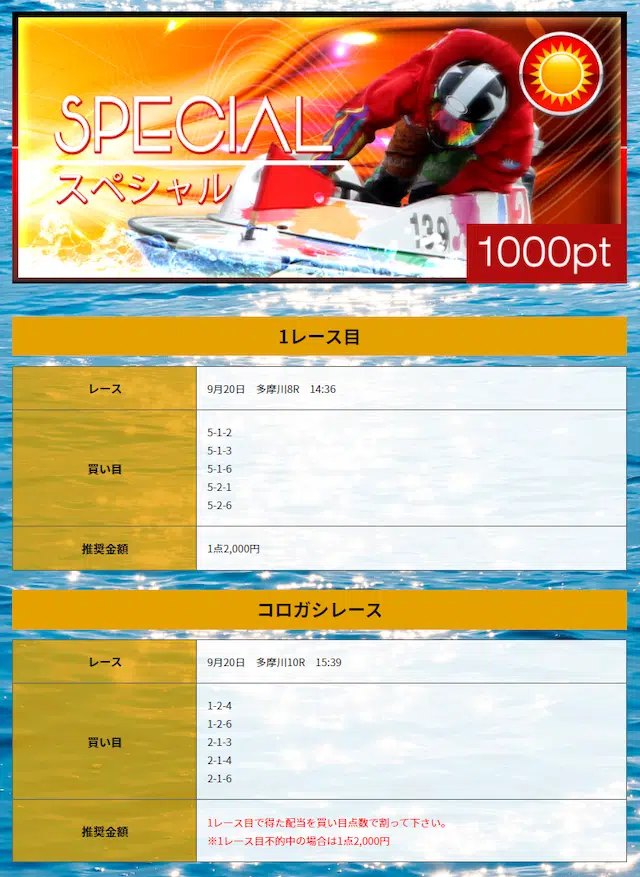 SPECIAL
スペシャル
139
1000pt
1レース目
レース
9月20日 多摩川8R 14:36
買い目
5-1-2
5-1-3
5-1-6
5-2-1
5-2-6
推奨金額
1点2,000円
コロガシレース
レース
9月20日 多摩川10R 15:39
買い目
1-2-4
1-2-6
2-1-3
2-1-4
2-1-6
推奨金額
1レース目で得た配当を買い目点数で割って下さい。
※1レース目不的中の場合は1点2,000円